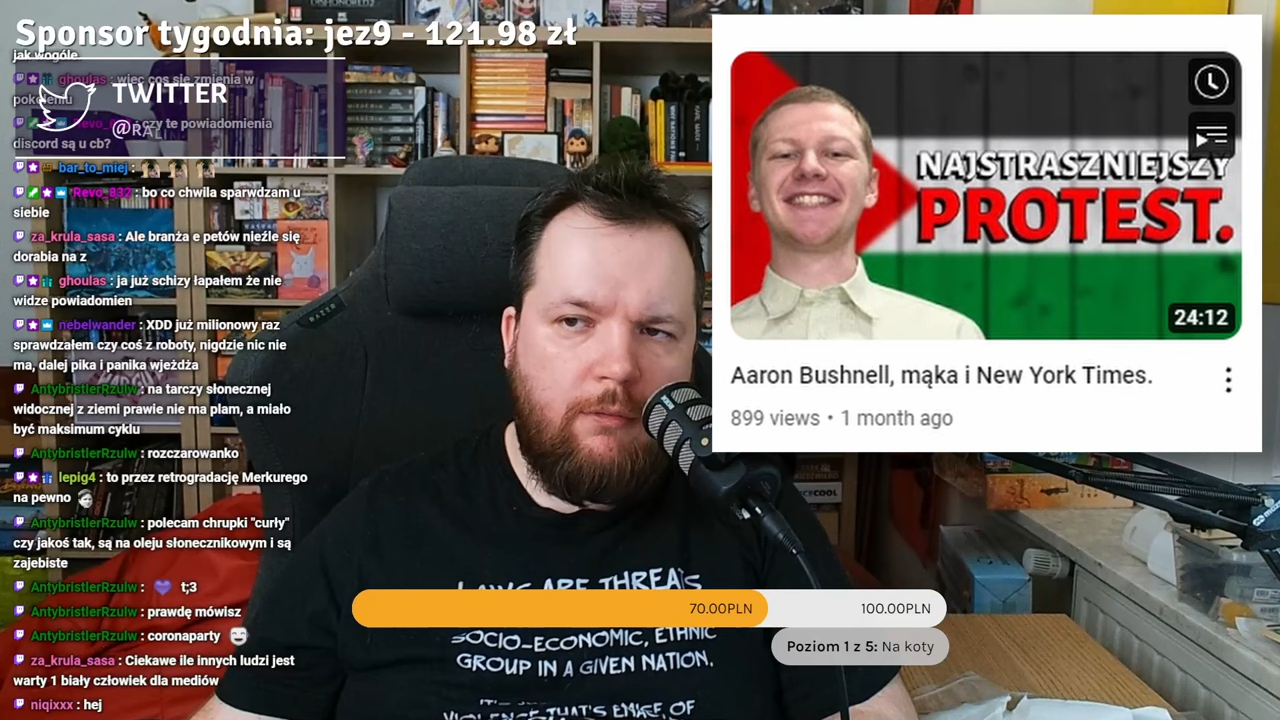 Sponsor tygodnia: jez9 - 121.98 zł
jak wogóle
ghoulas : więc coś się zmienia w
pokoleniu
TWITTER
czy te powiadomienia
discord są u cb?
bar_to_miej :
Revo_832 : bo co chwila sparwdzam u
siebie
za_krula_sasa : Ale branża e petów nieźle się
dorabia na z
ghoulas : ja już schizy łapałem że nie
widze powiadomien
nebelwander : XDD już milionowy raz
sprawdzałem czy coś z roboty, nigdzie nic nie
ma, dalej pika i panika wjeżdża
AntybristlerRzulw : na tarczy słonecznej
widocznej z ziemi prawie nie ma plam, a miało
być maksimum cyklu
AntybristlerRzulw : rozczarowanko
lepig4 : to przez retrogradację Merkurego
na pewno
AntybristlerRzulw : polecam chrupki "curły"
czy jakoś tak, są na oleju słonecznikowym i są
zajebiste
AntybristlerRzulw : t;3
AntybristlerRzulw : prawdę mówisz
AntybristlerRzulw : coronaparty
za_krula_sasa : Ciekawe ile innych ludzi jest
warty 1 biały człowiek dla mediów
niqixxx : hej
NAJSTRASZNIEJSZY
PROTEST.
24:12
Aaron Bushnell, mąka i New York Times.
899 views • 1 month ago
LAWS ARE THREATS
70.00PLN 100.00PLN
SOCIO-ECONOMIC, ETHNIC
Poziom 1 z 5: Na koty
GROUP IN A GIVEN NATION.
VIOLENCE THAT'S
OF